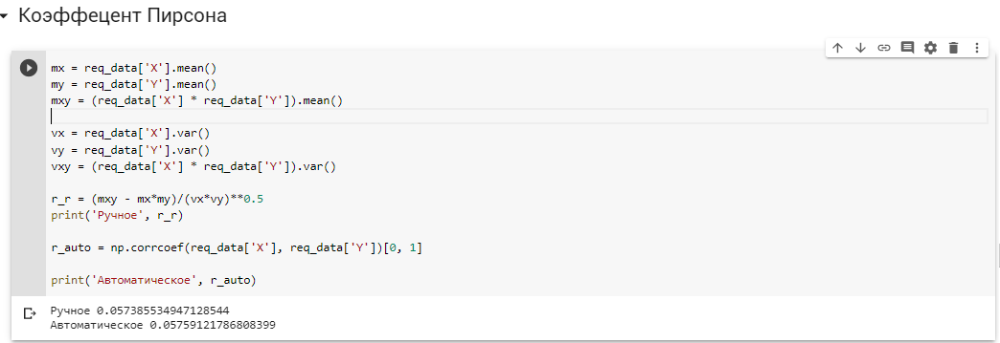 Коэффецент Пирсона
mx = req_data['X'].mean()
my = req_data['Y'].mean()
mxy = (req_data['X'] * req_data['Y']).mean()
vx = req_data['X'].var()
vy = req_data['Y'].var()
vxy = (req_data['X'] * req_data['Y']).var()
r_r = (mxy - mx*my)/(vx*vy)**0.5
print('Ручное', r_r)
r_auto = np.corrcoef(req_data['X'], req_data['Y'])[0, 1]
print('Автоматическое', r_auto)
Ручное 0.057385534947128544
Автоматическое 0.05759121786808399